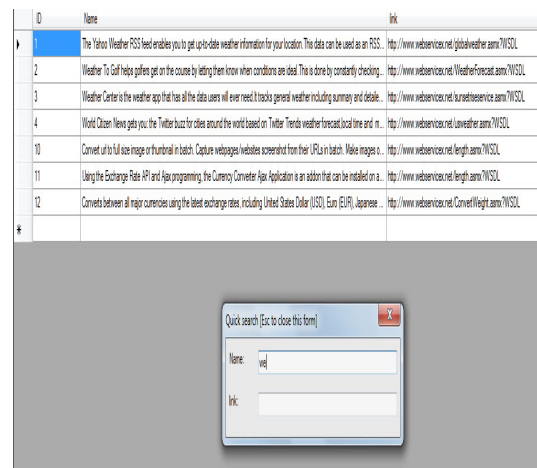 ID Name link
1 The Yahoo Weather RSS feed enables you to get up-to-date weather information for your location. This data can be used as an RSS... http://www.webservicex.net/globalweather.asmx?WSDL
2 Weather To Golf helps golfers get on the course by letting them know when conditions are ideal.This is done by constantly checking... http://www.webservicex.net/WeatherForecast.asmx?WSDL
3 Weather Center is the weather app that has all the data users will ever need.It tracks general weather including summary and detaile... http://www.webservicex.net/sunsetriseservice.asmx?WSDL
4 World Citizen News gets you: the Twitter buzz for cities around the world based on Twitter Trends weather forecast,local time and m... http://www.webservicex.net/usweather.asmx?WSDL
10 Convert url to full size image or thumbnail in batch. Capture webpages/websites screenshot from their URLs in batch. Make images o... http://www.webservicex.net/length.asmx?WSDL
11 Using the Exchange Rate API and Ajax programming, the Currency Converter Ajax Application is an addon that can be installed on a... http://www.webservicex.net/length.asmx?WSDL
12 Converts between all major currencies using the latest exchange rates, including United States Dollar (USD), Euro (EUR), Japanese ... http://www.webservicex.net/ConvertWeight.asmx?WSDL
Quick search [Esc to close this form]
Name: we
link: